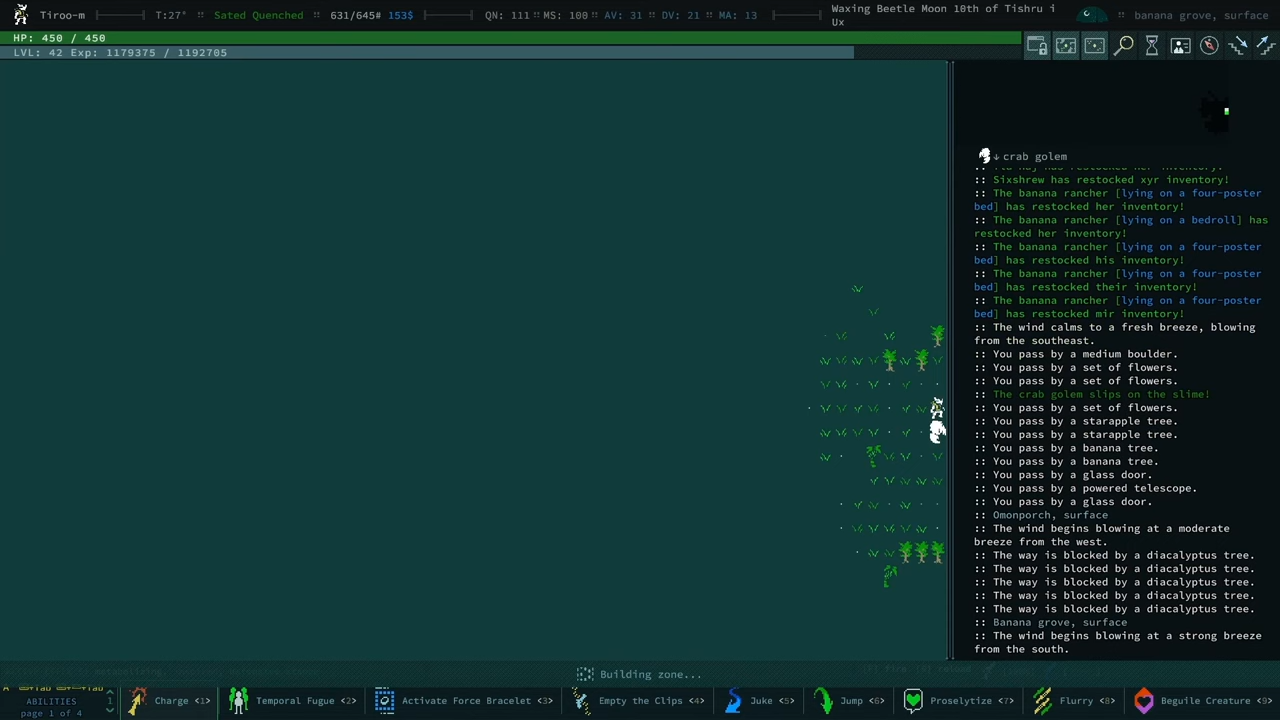 Tiroo-m
T:27°
Sated Quenched
631/645# 153$
QN: 111
MS: 100
AV: 31
DV: 21
MA: 13
Waxing Beetle Moon 10th of Tishru i
Ux
banana grove, surface
HP: 450 / 450
LVL: 42 Exp: 1179375 / 1192705
↓ crab golem
:: Sixshrew has restocked xyr inventory!
:: The banana rancher [lying on a four-poster
bed] has restocked her inventory!
:: The banana rancher [lying on a bedroll] has
restocked her inventory!
:: The banana rancher [lying on a four-poster
bed] has restocked his inventory!
:: The banana rancher [lying on a four-poster
bed] has restocked their inventory!
:: The banana rancher [lying on a four-poster
bed] has restocked mir inventory!
:: The wind calms to a fresh breeze, blowing
from the southeast.
:: You pass by a medium boulder.
:: You pass by a set of flowers.
:: You pass by a set of flowers.
:: The crab golem slips on the slime!
:: You pass by a set of flowers.
:: You pass by a starapple tree.
:: You pass by a starapple tree.
:: You pass by a banana tree.
:: You pass by a banana tree.
:: You pass by a glass door.
:: You pass by a powered telescope.
:: You pass by a glass door.
:: Omonporch, surface
:: The wind begins blowing at a moderate
breeze from the west.
:: The way is blocked by a diacalyptus tree.
:: The way is blocked by a diacalyptus tree.
:: The way is blocked by a diacalyptus tree.
:: The way is blocked by a diacalyptus tree.
:: The way is blocked by a diacalyptus tree.
:: Banana grove, surface
:: The wind begins blowing at a strong breeze
from the south.
Building zone...
ABILITIES
page 1 of 4
1
Charge <1>
Temporal Fugue <2>
Activate Force Bracelet <3>
Empty the Clips <4>
Juke <5>
Jump <6>
Proselytize <7>
Flurry <8>
Beguile Creature <9>